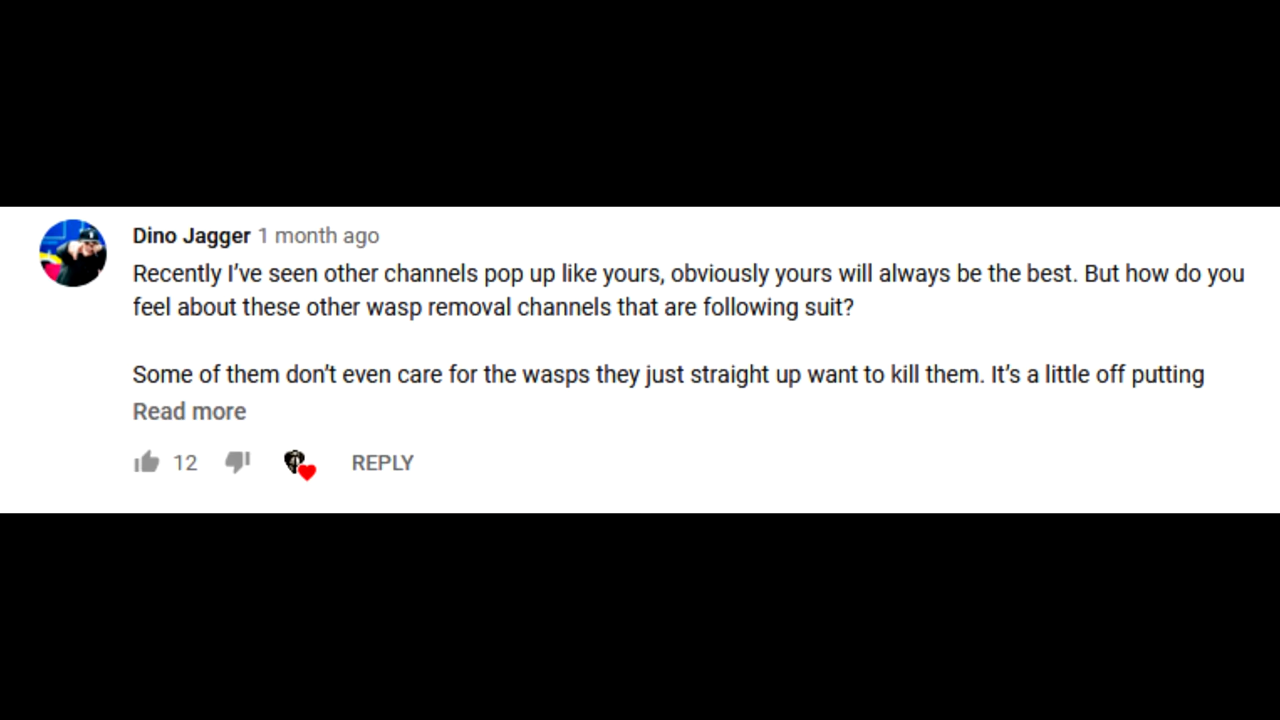 Dino Jagger 1 month ago
Recently I’ve seen other channels pop up like yours, obviously yours will always be the best. But how do you
feel about these other wasp removal channels that are following suit?
Some of them don’t even care for the wasps they just straight up want to kill them. It’s a little off putting
Read more
12 REPLY